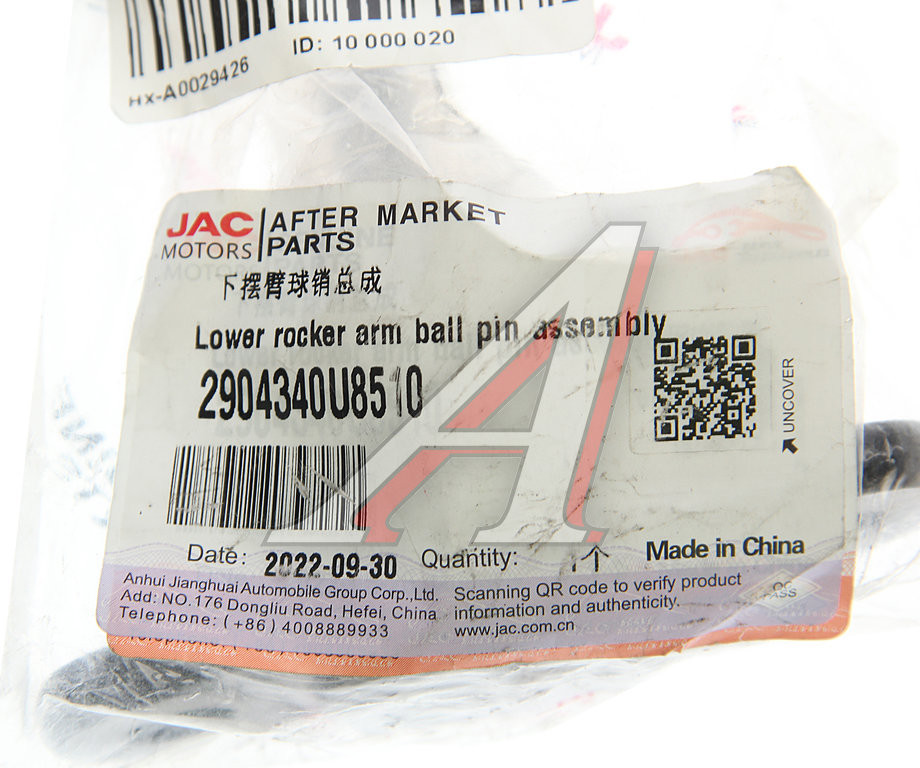 ID: 10 000 020
HX-A0029426
JAC MOTORS
AFTER MARKET PARTS
下摆臂球销总成
Lower rocker arm ball pin assembly
2904340U8510
UNCOVER
Date: 2022-09-30 Quantity: 1个 Made in China
Anhui Jianghuai Automobile Group Corp.,Ltd.
Add: NO.176 Dongliu Road, Hefei, China
Telephone: (+86) 4008889933
Scanning QR code to verify product
information and authenticity.
www.jac.com.cn
QC
PASS